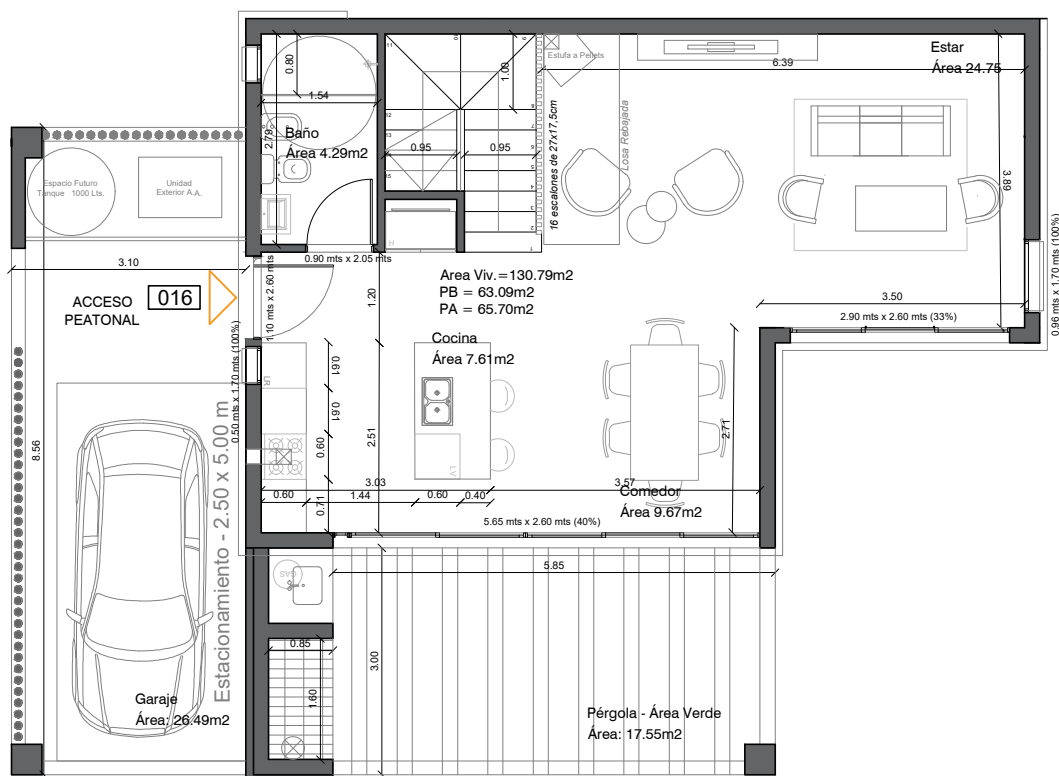 Estar
Área 24.75
6.39
Estufa a Pellets
Losa Rebajada
16 escalones de 27x17,5cm
1.00
0.80
1.54
2.79
Baño
Área 4.29m2
0.95
0.95
3.89
Espacio Futuro
Tanque 1000 Lts.
Unidad
Exterior A.A.
3.10
ACCESO
PEATONAL
016
0.90 mts x 2.05 mts
1.10 mts x 2.60 mts
1.20
H
Area Viv.=130.79m2
PB = 63.09m2
PA = 65.70m2
3.50
2.90 mts x 2.60 mts (33%)
0.96 mts x 1.70 mts (100%)
Cocina
Área 7.61m2
0.50 mts x 1.70 mts (100%)
LR
0.61
0.61
0.60
0.71
2.51
2.71
LV
3.03
3.57
0.60
1.44
0.60
0.40
Comedor
Área 9.67m2
5.65 mts x 2.60 mts (40%)
8.56
Estacionamiento - 2.50 x 5.00 m
GAS
5.85
3.00
0.85
1.60
Garaje
Área: 26.49m2
Pérgola - Área Verde
Área: 17.55m2